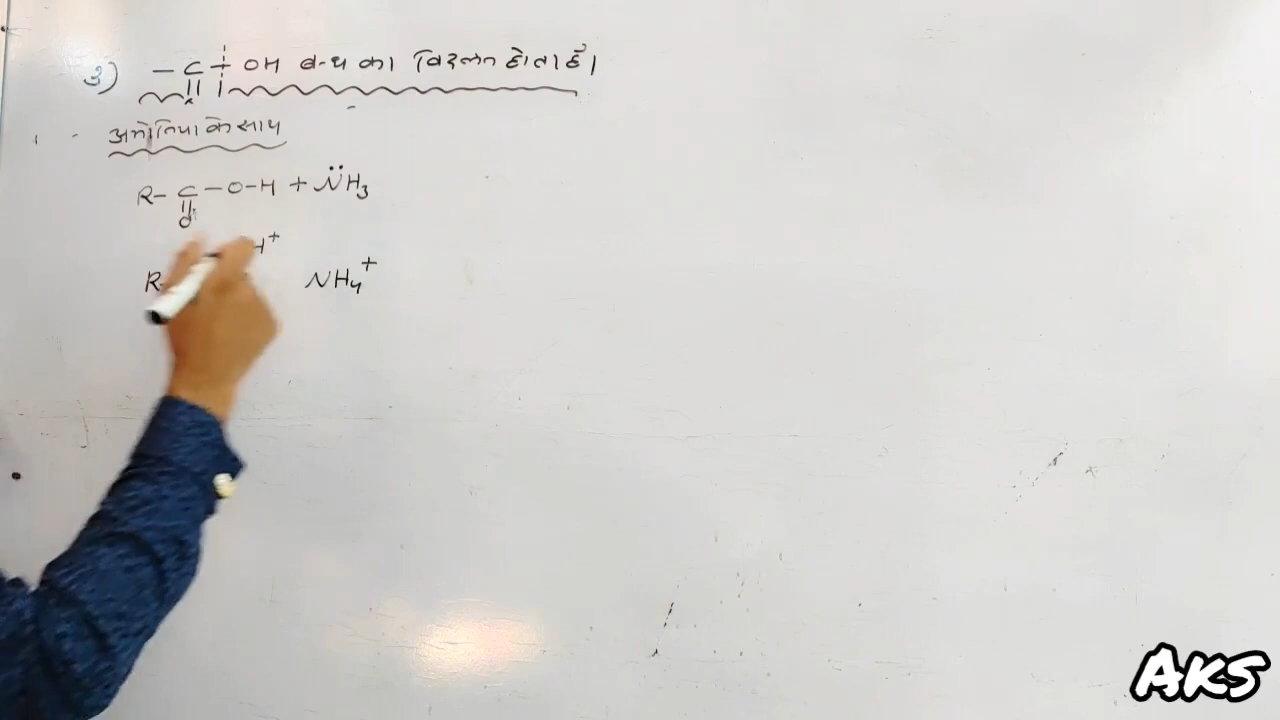 3) -C-OH बन्ध का विदलन होता है।
||
अमोनिया के साथ
R-C-O-H + N̈H₃
||
O
H⁺
R- NH₄⁺
AKS